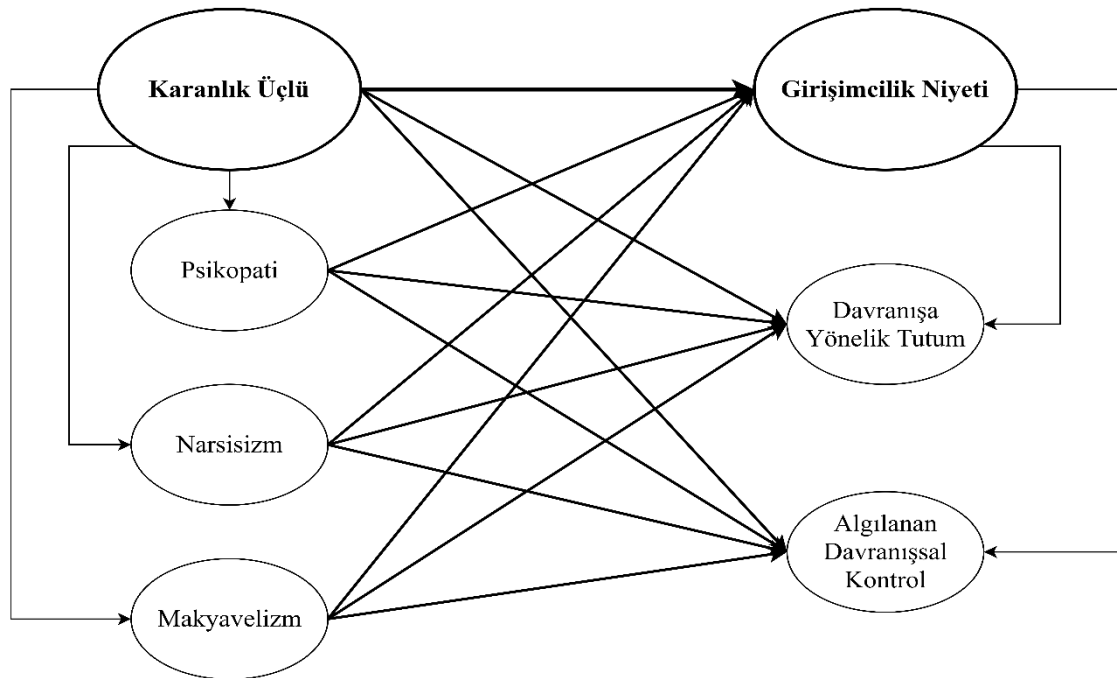 Karanlık Üçlü
Girişimcilik Niyeti
Psikopati
Davranışa
Yönelik Tutum
Narsisizm
Algılanan
Davranışsal
Kontrol
Makyavelizm